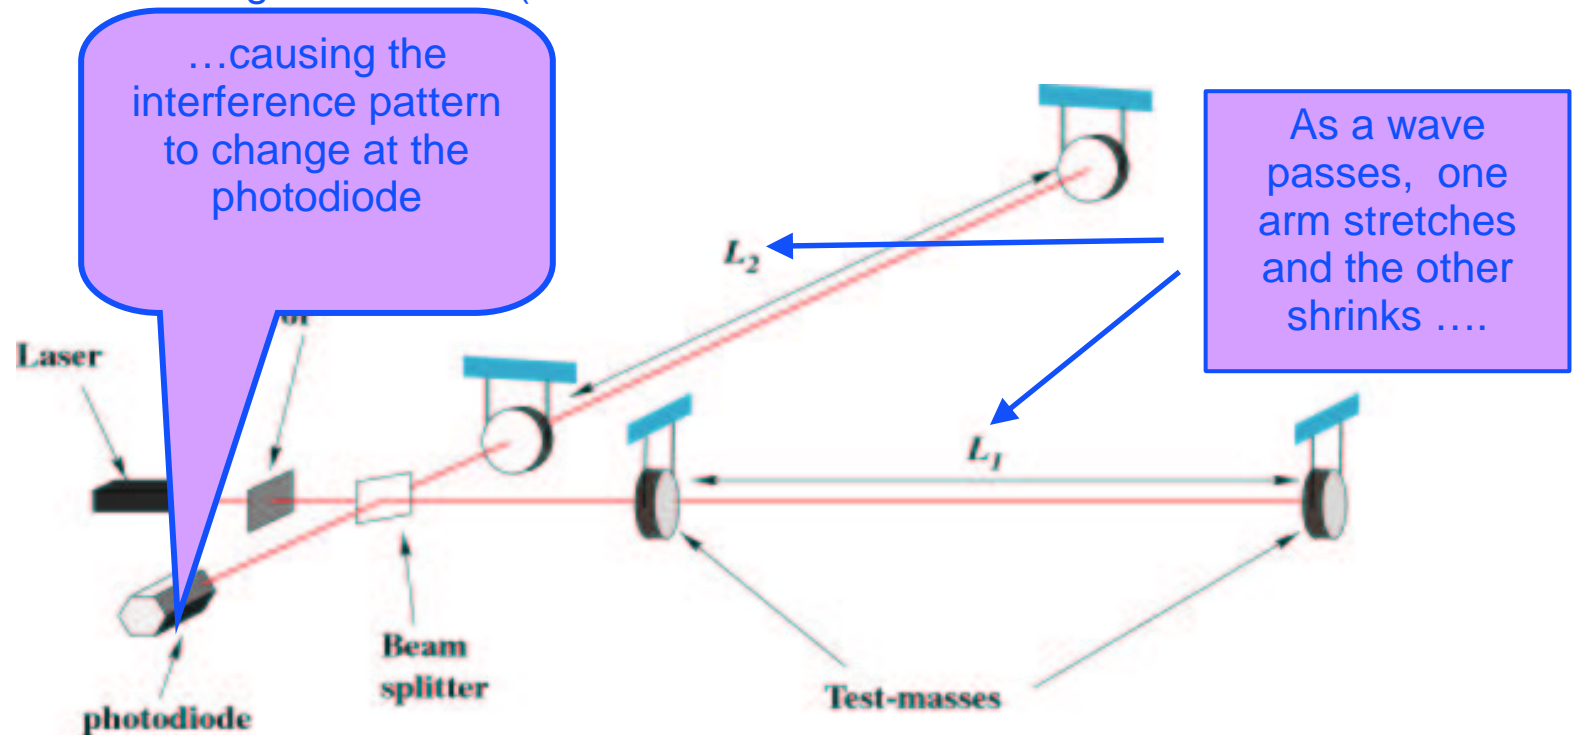 …causing the
interference pattern
to change at the
photodiode
As a wave
passes, one
arm stretches
and the other
shrinks ….
L2
or
Laser
L1
Beam
splitter
Test-masses
photodiode